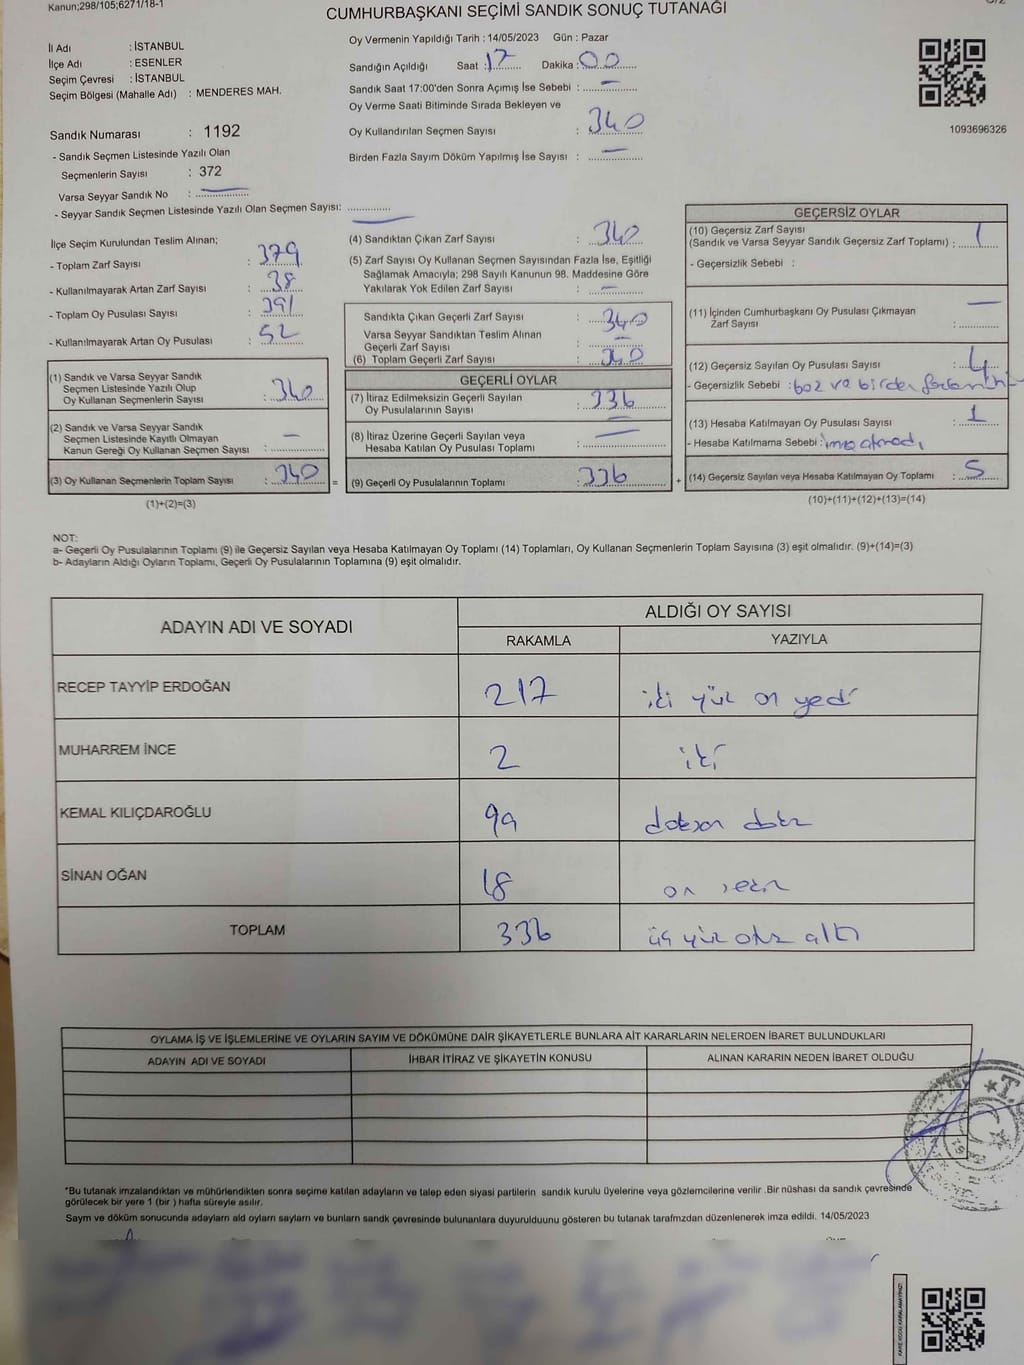 Kanun;298/105;6271/18-1
CUMHURBAŞKANI SEÇİMİ SANDIK SONUÇ TUTANAĞI
İl Adı : İSTANBUL
İlçe Adı : ESENLER
Seçim Çevresi : İSTANBUL
Seçim Bölgesi (Mahalle Adı) : MENDERES MAH.
Sandık Numarası : 1192
- Sandık Seçmen Listesinde Yazılı Olan
Seçmenlerin Sayısı : 372
Varsa Seyyar Sandık No : —
- Seyyar Sandık Seçmen Listesinde Yazılı Olan Seçmen Sayısı: —
Oy Vermenin Yapıldığı Tarih : 14/05/2023 Gün : Pazar
Sandığın Açıldığı Saat : 17 Dakika : 00
Sandık Saat 17:00'den Sonra Açımış İse Sebebi : —
Oy Verme Saati Bitiminde Sırada Bekleyen ve
Oy Kullandırılan Seçmen Sayısı : 340
Birden Fazla Sayım Döküm Yapılmış İse Sayısı : —
1093696326
İlçe Seçim Kurulundan Teslim Alınan;
- Toplam Zarf Sayısı : 379
- Kullanılmayarak Artan Zarf Sayısı : 38
- Toplam Oy Pusulası Sayısı : 391
- Kullanılmayarak Artan Oy Pusulası : 52
(1) Sandık ve Varsa Seyyar Sandık
Seçmen Listesinde Yazılı Olup
Oy Kullanan Seçmenlerin Sayısı : 340
(2) Sandık ve Varsa Seyyar Sandık
Seçmen Listesinde Kayıtlı Olmayan
Kanun Gereği Oy Kullanan Seçmen Sayısı : —
(3) Oy Kullanan Seçmenlerin Toplam Sayısı : 340 =
(1)+(2)=(3)
(4) Sandıktan Çıkan Zarf Sayısı : 340
(5) Zarf Sayısı Oy Kullanan Seçmen Sayısından Fazla İse, Eşitliği
Sağlamak Amacıyla; 298 Sayılı Kanunun 98. Maddesine Göre
Yakılarak Yok Edilen Zarf Sayısı : —
Sandıkta Çıkan Geçerli Zarf Sayısı : 340
Varsa Seyyar Sandıktan Teslim Alınan
Geçerli Zarf Sayısı : —
(6) Toplam Geçerli Zarf Sayısı : 340
GEÇERLİ OYLAR
(7) İtiraz Edilmeksizin Geçerli Sayılan
Oy Pusulalarının Sayısı : 336
(8) İtiraz Üzerine Geçerli Sayılan veya
Hesaba Katılan Oy Pusulası Toplamı : —
(9) Geçerli Oy Pusulalarının Toplamı : 336 +
GEÇERSİZ OYLAR
(10) Geçersiz Zarf Sayısı
(Sandık ve Varsa Seyyar Sandık Geçersiz Zarf Toplamı) : 1
- Geçersizlik Sebebi :
(11) İçinden Cumhurbaşkanı Oy Pusulası Çıkmayan
Zarf Sayısı : —
(12) Geçersiz Sayılan Oy Pusulası Sayısı : 4
- Geçersizlik Sebebi : boz ve birden
(13) Hesaba Katılmayan Oy Pusulası Sayısı : 1
- Hesaba Katılmama Sebebi : imza atmadı
(14) Geçersiz Sayılan veya Hesaba Katılmayan Oy Toplamı : 5
(10)+(11)+(12)+(13)=(14)
NOT:
a- Geçerli Oy Pusulalarının Toplamı (9) ile Geçersiz Sayılan veya Hesaba Katılmayan Oy Toplamı (14) Toplamları, Oy Kullanan Seçmenlerin Toplam Sayısına (3) eşit olmalıdır. (9)+(14)=(3)
b- Adayların Aldığı Oyların Toplamı, Geçerli Oy Pusulalarının Toplamına (9) eşit olmalıdır.
ADAYIN ADI VE SOYADI
ALDIĞI OY SAYISI
RAKAMLA YAZIYLA
RECEP TAYYİP ERDOĞAN 217 iki yüz on yedi
MUHARREM İNCE 2 iki
KEMAL KILIÇDAROĞLU 99 doksan dokuz
SİNAN OĞAN 18 on sekiz
TOPLAM 336 üç yüz otuz altı
OYLAMA İŞ VE İŞLEMLERİNE VE OYLARIN SAYIM VE DÖKÜMÜNE DAİR ŞİKAYETLERLE BUNLARA AİT KARARLARIN NELERDEN İBARET BULUNDUKLARI
ADAYIN ADI VE SOYADI İHBAR İTİRAZ VE ŞİKAYETİN KONUSU ALINAN KARARIN NEDEN İBARET OLDUĞU
*Bu tutanak imzalandıktan ve mühürlendikten sonra seçime katılan adayların ve talep eden siyasi partilerin sandık kurulu üyelerine veya gözlemcilerine verilir .Bir nüshası da sandık çevresinde
görülecek bir yere 1 (bir ) hafta süreyle asılır.
Sayım ve döküm sonucunda adayların ald oyların sayların ve bunların sandk çevresinde bulunanlara duyurulduunu gösteren bu tutanak tarafmzdan düzenlenerek imza edildi. 14/05/2023
KARE KODU KARALAMAYINIZ!